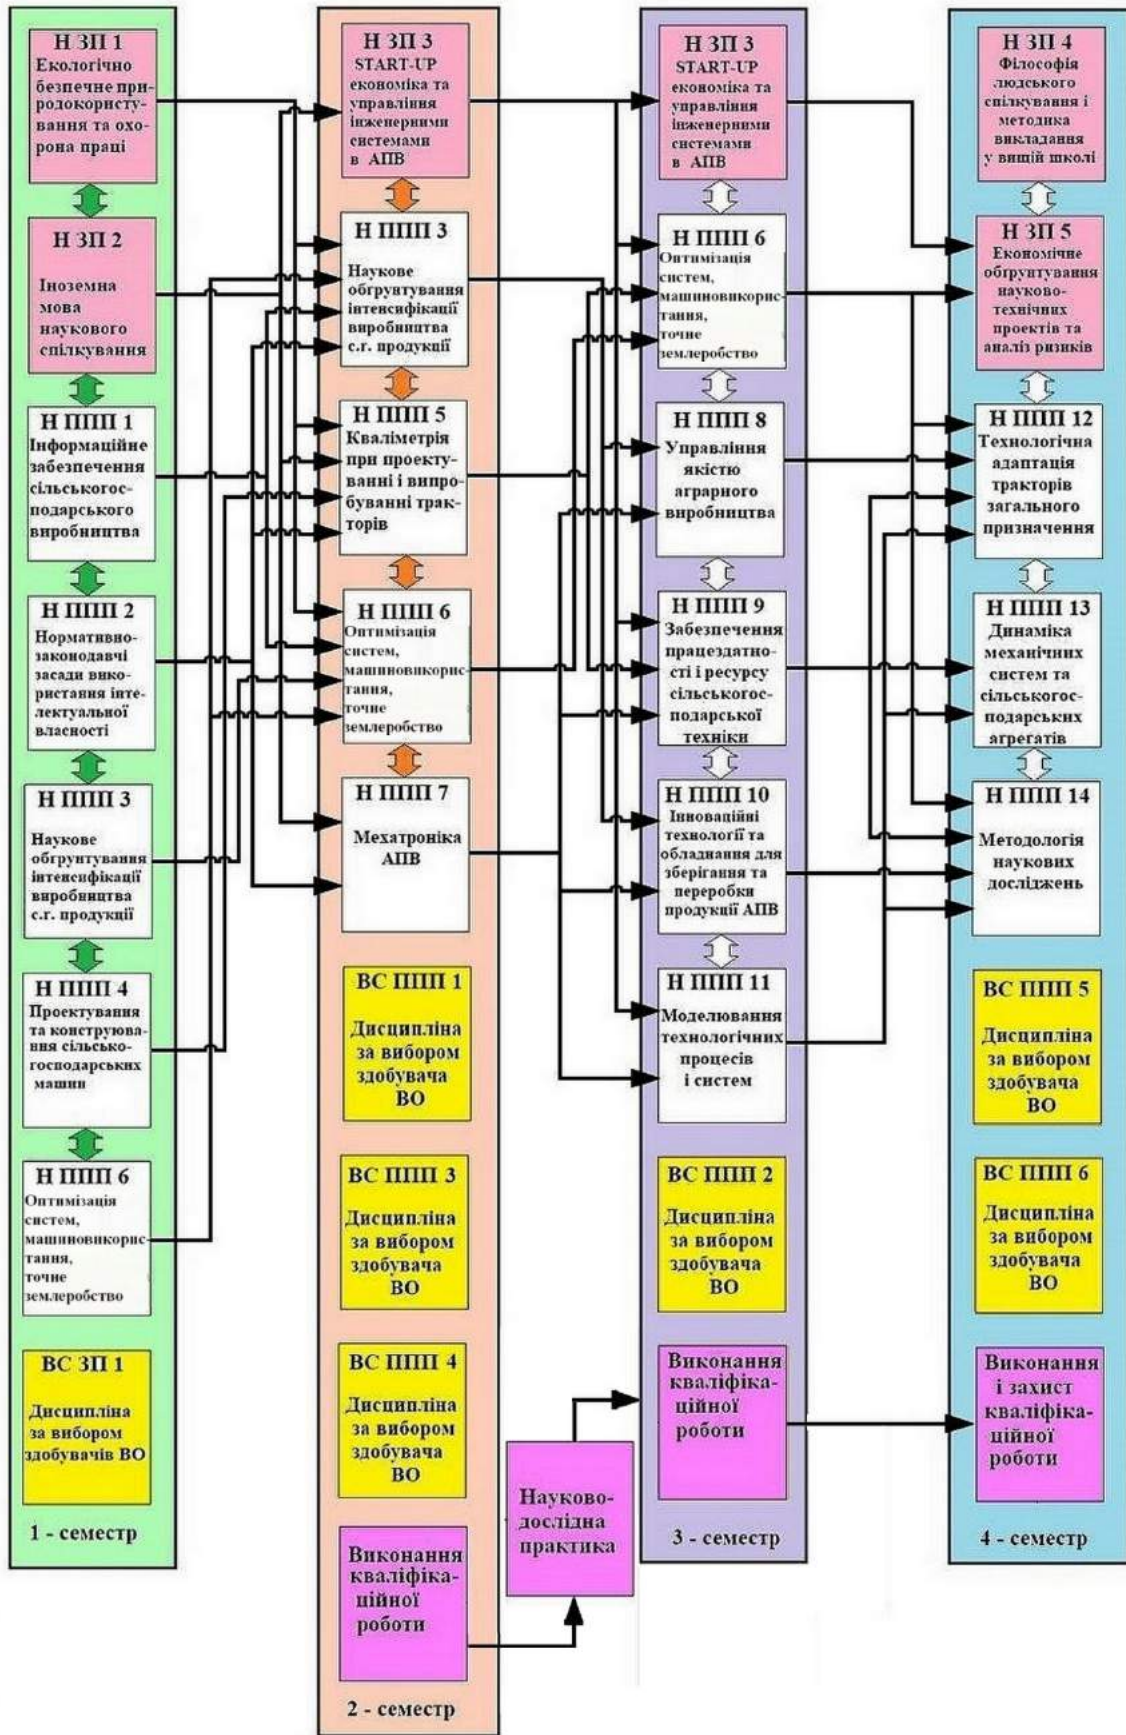 Н ЗП 1
Екологічно
безпечне при-
родокористу-
вання та охо-
рона праці
Н ЗП 2
Іноземна
мова
наукового
спілкування
Н ППП 1
Інформаційне
забезпечення
сільськогос-
подарського
виробництва
Н ППП 2
Нормативно-
законодавчі
засади вико-
ристання інте-
лектуальної
власності
Н ППП 3
Наукове
обгрунтування
інтенсифікації
виробництва
с.г. продукції
Н ППП 4
Проектування
та конструюва-
ння сільсько-
господарських
машин
Н ППП 6
Оптимізація
систем,
машиновикорис-
тання,
точне
землеробство
ВС ЗП 1
Дисципліна
за вибором
здобувачів ВО
1 - семестр
Н ЗП 3
START-UP
економіка та
управління
інженерними
системами
в АПВ
Н ППП 3
Наукове
обгрунтування
інтенсифікації
виробництва
с.г. продукції
Н ППП 5
Кваліметрія
при проекту-
ванні і випро-
буванні трак-
торів
Н ППП 6
Оптимізація
систем,
машиновикорис-
тання,
точне
землеробство
Н ППП 7
Мехатроніка
АПВ
ВС ППП 1
Дисципліна
за вибором
здобувача
ВО
ВС ППП 3
Дисципліна
за вибором
здобувача
ВО
ВС ППП 4
Дисципліна
за вибором
здобувача
ВО
Виконання
кваліфіка-
ційної
роботи
2 - семестр
Науково-
дослідна
практика
Н ЗП 3
START-UP
економіка та
управління
інженерними
системами
в АПВ
Н ППП 6
Оптимізація
систем,
машиновикорис-
тання,
точне
землеробство
Н ППП 8
Управління
якістю
аграрного
виробництва
Н ППП 9
Забезпечення
працездатнос-
ті і ресурсу
сільськогос-
подарської
техніки
Н ППП 10
Інноваційні
технології та
обладнання для
зберігання та
переробки
продукції АПВ
Н ППП 11
Моделювання
технологічних
процесів
і систем
ВС ППП 2
Дисципліна
за вибором
здобувача
ВО
Виконання
кваліфіка-
ційної
роботи
3 - семестр
Н ЗП 4
Філософія
людського
спілкування і
методика
викладання
у вищій школі
Н ЗП 5
Економічне
обгрунтування
науково-
технічних
проектів та
аналіз ризиків
Н ППП 12
Технологічна
адаптація
тракторів
загального
призначення
Н ППП 13
Динаміка
механічних
систем та
сільськогос-
подарських
агрегатів
Н ППП 14
Методологія
наукових
досліджень
ВС ППП 5
Дисципліна
за вибором
здобувача
ВО
ВС ППП 6
Дисципліна
за вибором
здобувача
ВО
Виконання
і захист
кваліфіка-
ційної
роботи
4 - семестр